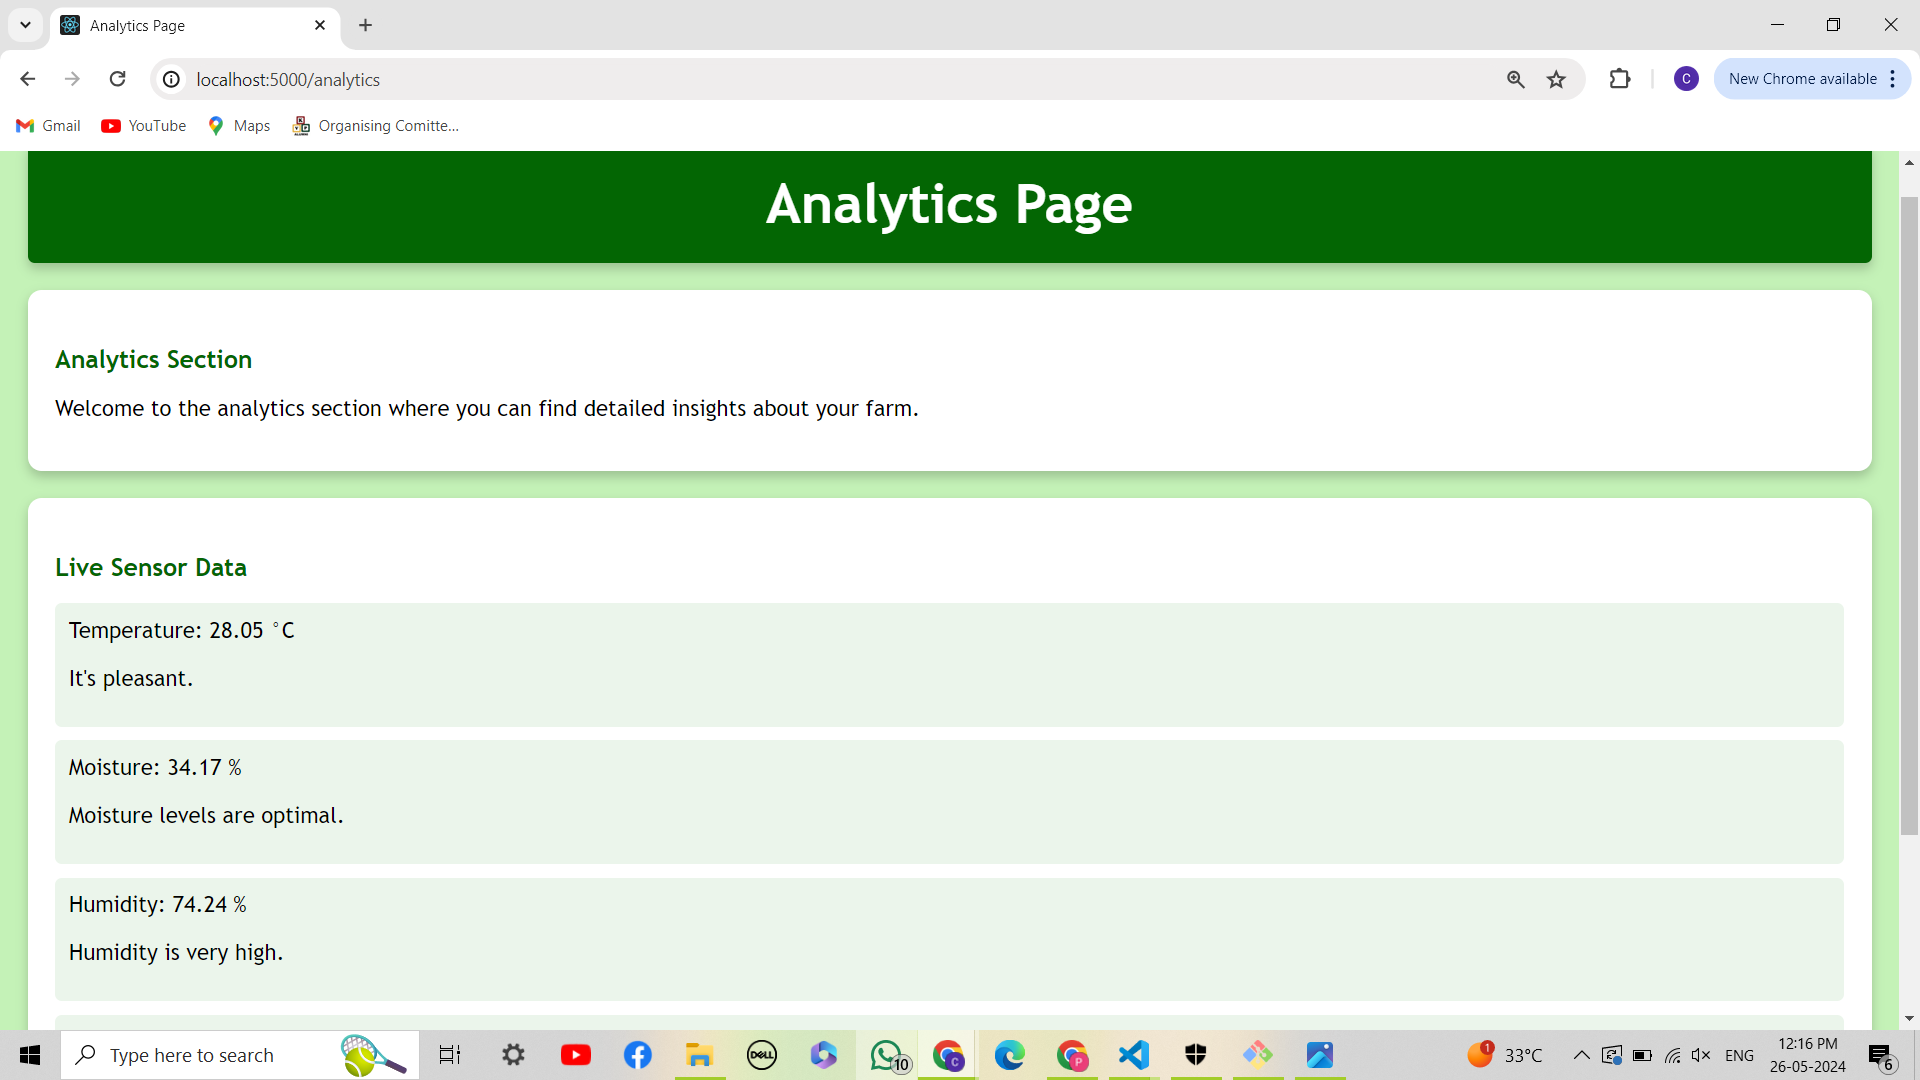 Analytics Page
localhost:5000/analytics
C
New Chrome available
Gmail
YouTube
Maps
Organising Comitte...
Analytics Page
Analytics Section
Welcome to the analytics section where you can find detailed insights about your farm.
Live Sensor Data
Temperature: 28.05 °C
It's pleasant.
Moisture: 34.17 %
Moisture levels are optimal.
Humidity: 74.24 %
Humidity is very high.
Type here to search
DELL
10
C
P
1
33°C
ENG
12:16 PM
26-05-2024
6